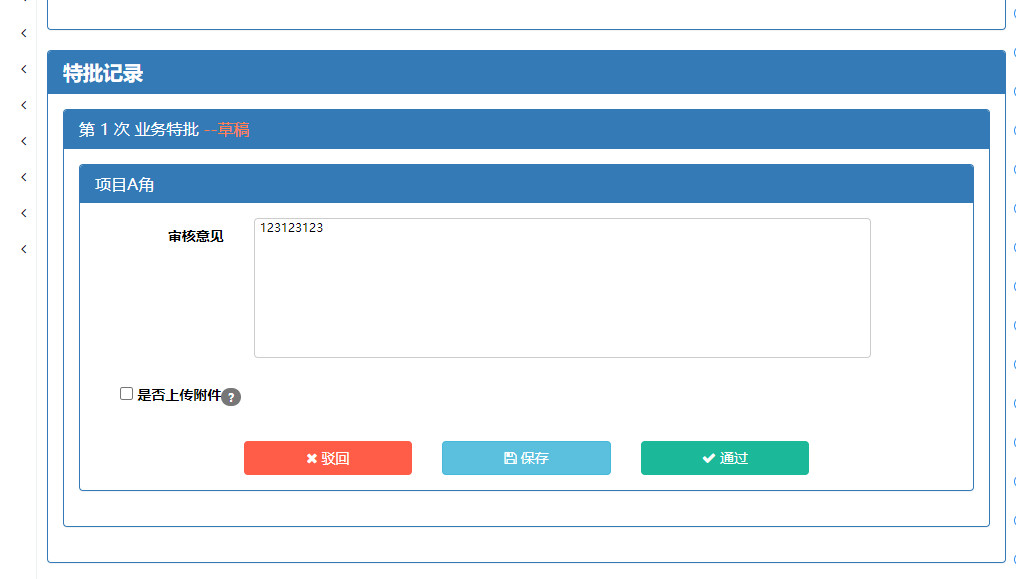 特批记录
第 1 次 业务特批 --草稿
项目A角
审核意见
123123123
是否上传附件?
驳回
保存
通过